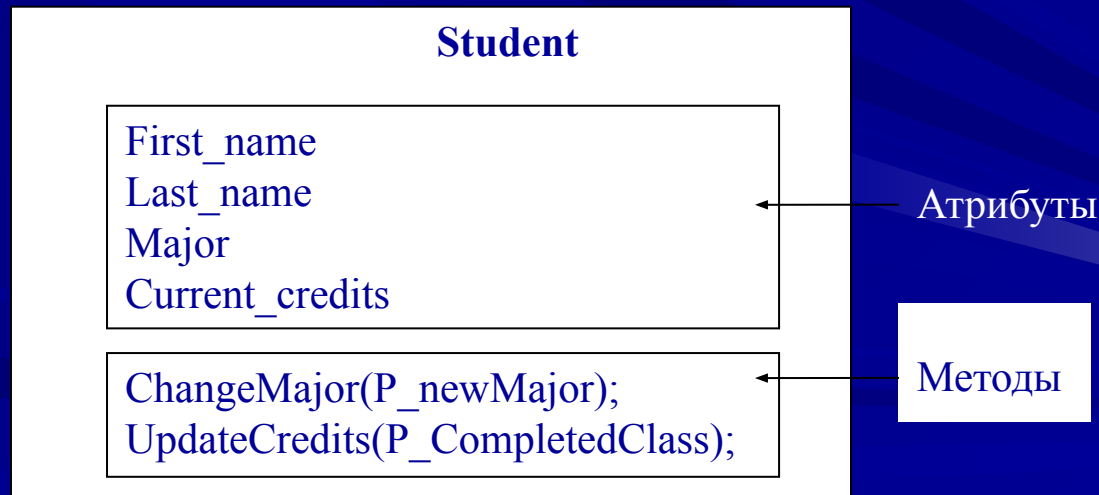 Student
First_name
Last_name
Major
Current_credits
Атрибуты
ChangeMajor(P_newMajor);
UpdateCredits(P_CompletedClass);
Методы